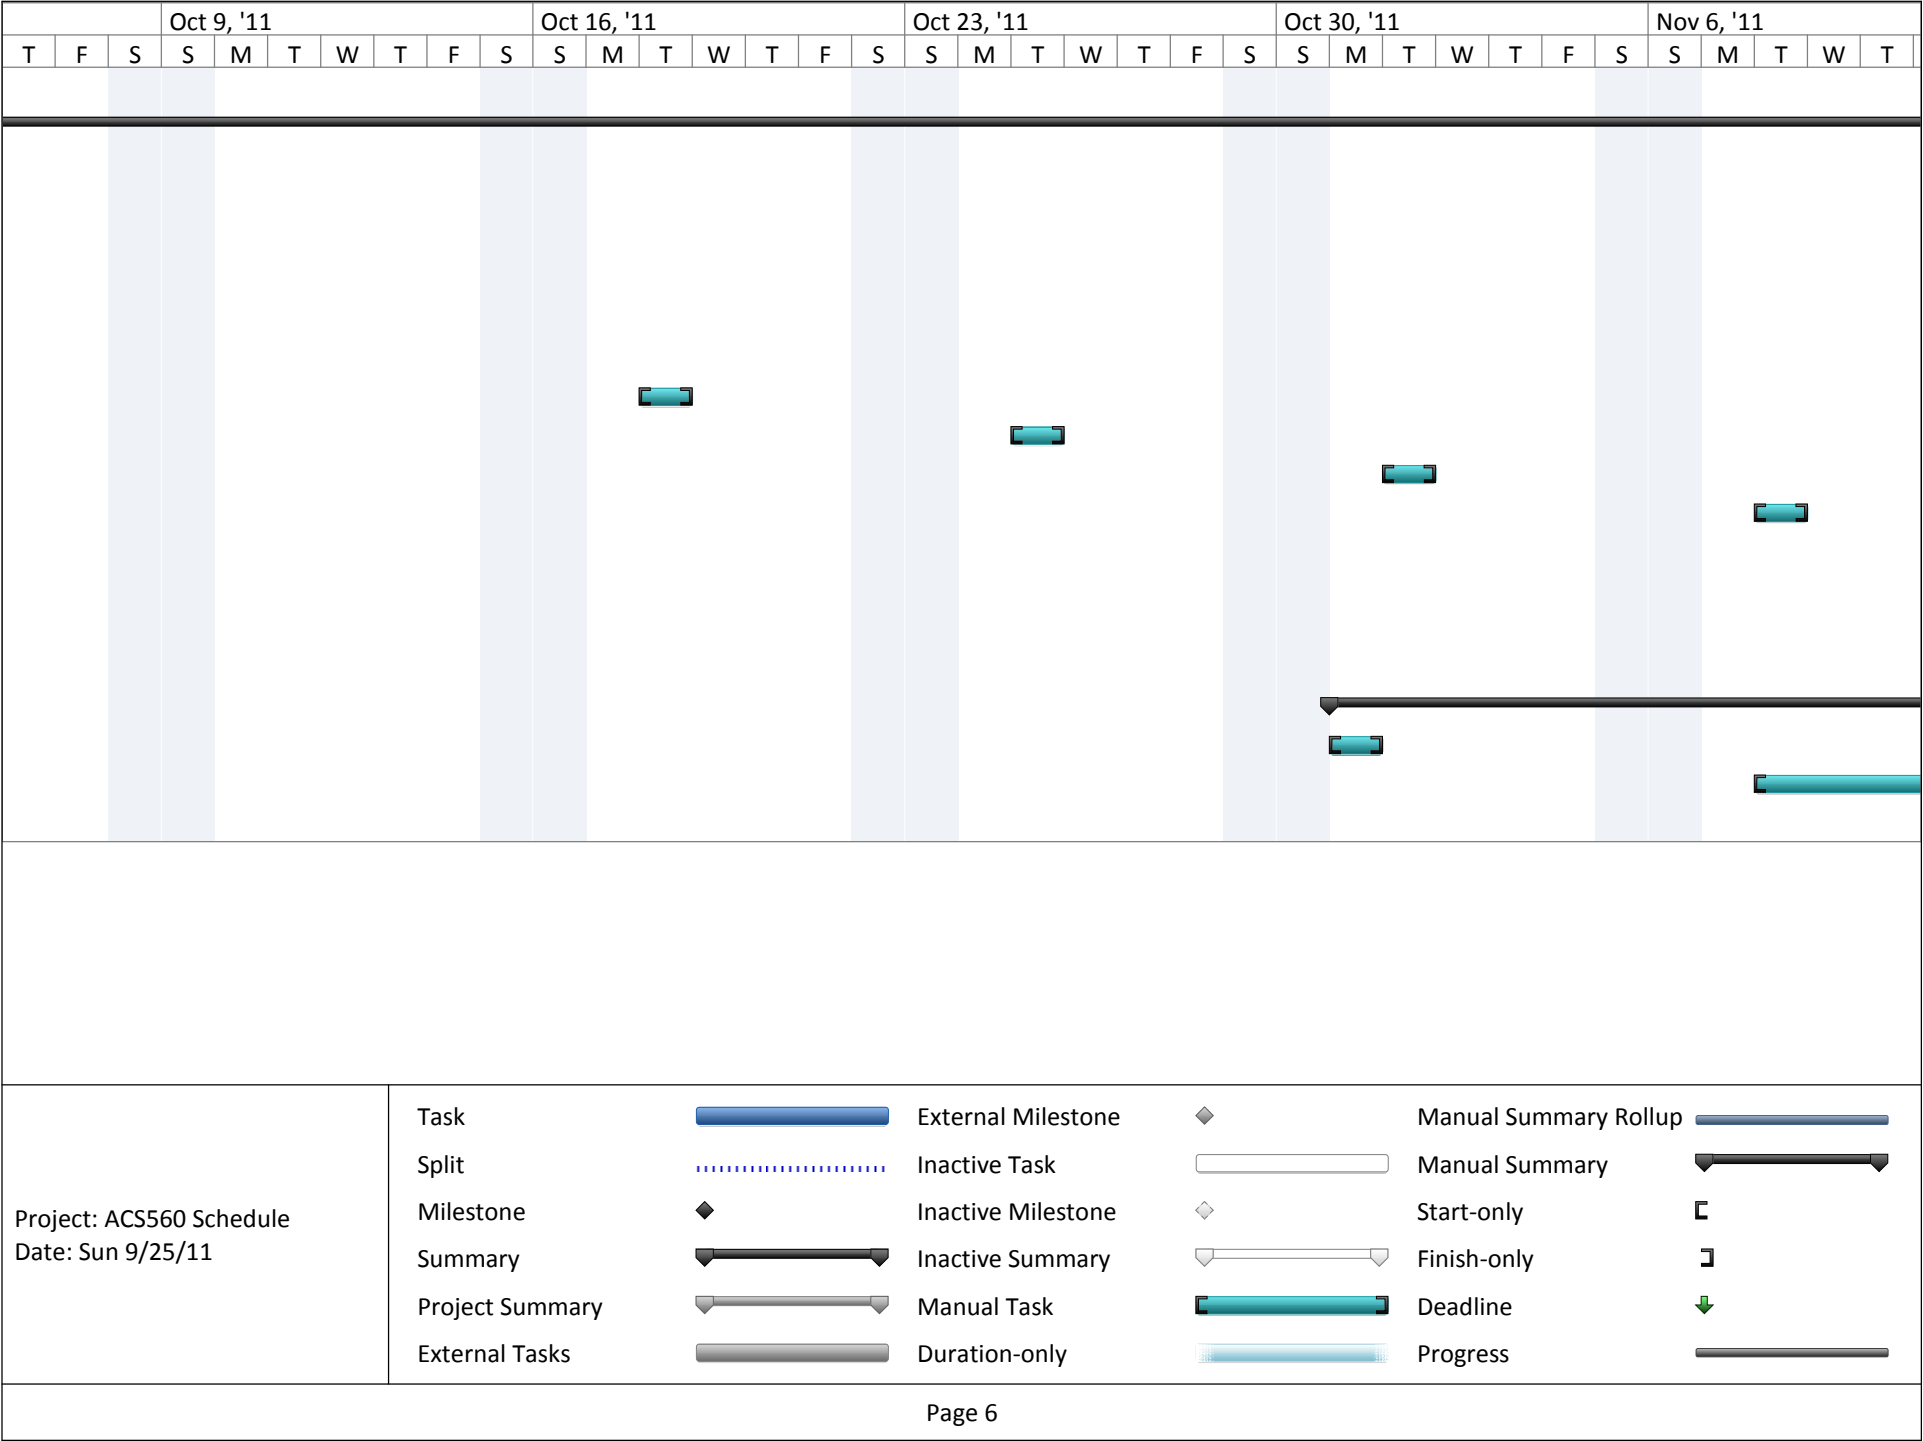 Oct 9, '11 Oct 16, '11 Oct 23, '11 Oct 30, '11 Nov 6, '11
T F S S M T W T F S S M T W T F S S M T W T F S S M T W T F S S M T W T
Project: ACS560 Schedule
Date: Sun 9/25/11
Task
Split
Milestone
Summary
Project Summary
External Tasks
External Milestone
Inactive Task
Inactive Milestone
Inactive Summary
Manual Task
Duration-only
Manual Summary Rollup
Manual Summary
Start-only
Finish-only
Deadline
Progress
Page 6